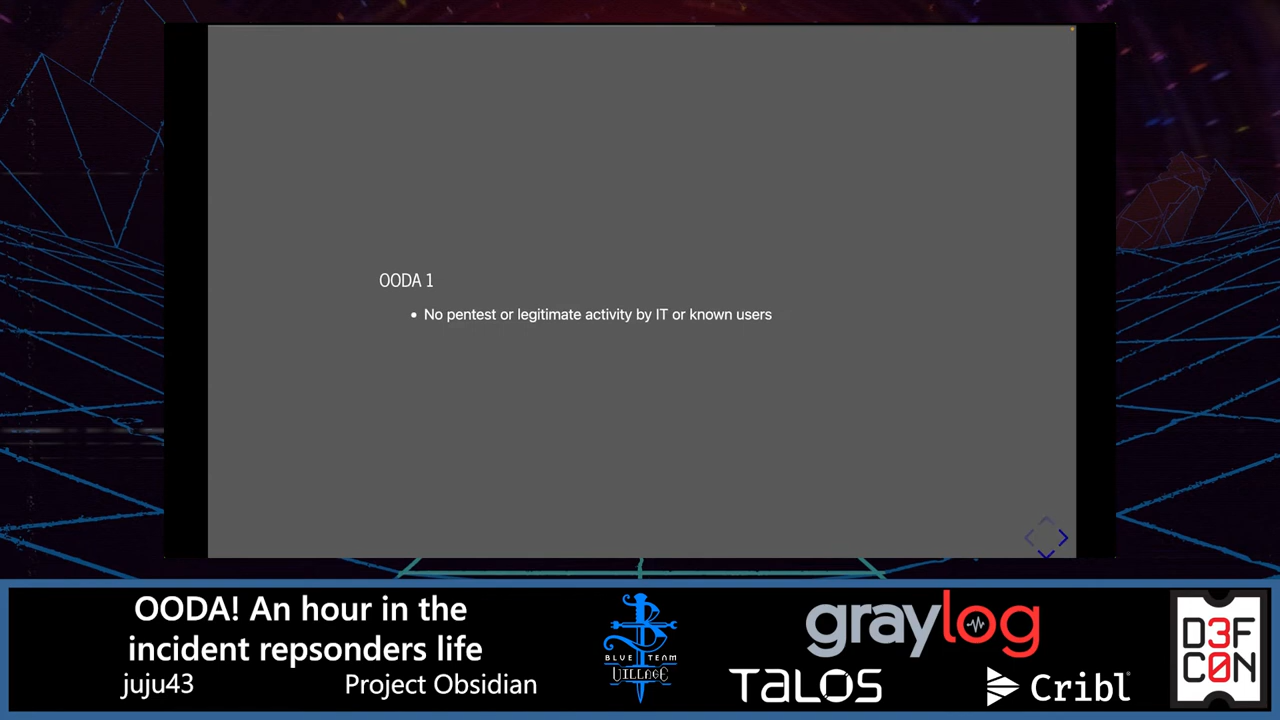 OODA 1
• No pentest or legitimate activity by IT or known users
OODA! An hour in the
incident repsonders life
juju43
Project Obsidian
BLUE TEAM
VILLAGE
graylog
TALOS
Cribl
D3F
C0N